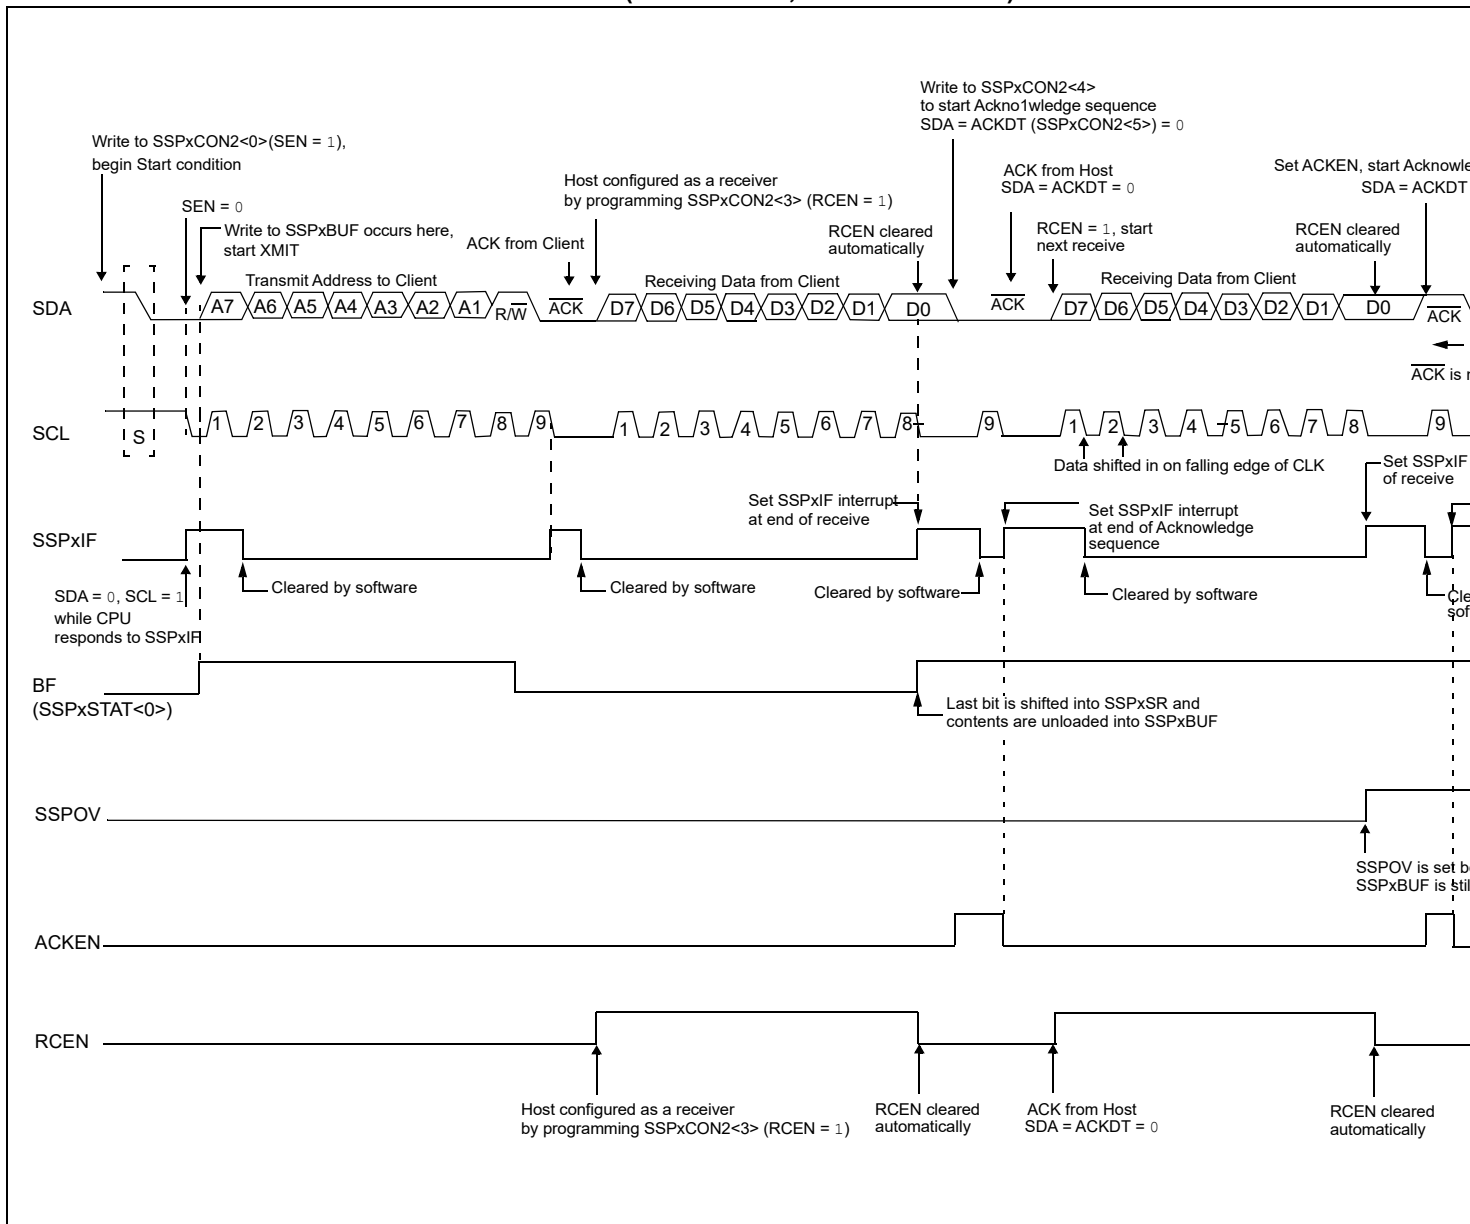 Write to SSPxCON2<4>
to start Ackno1wledge sequence
SDA = ACKDT (SSPxCON2<5>) = 0
Write to SSPxCON2<0>(SEN = 1),
begin Start condition
ACK from Host
SDA = ACKDT = 0
Set ACKEN, start
SDA = ACKDT
Host configured as a receiver
by programming SSPxCON2<3> (RCEN = 1)
SEN = 0
Write to SSPxBUF occurs here,
start XMIT
ACK from Client
RCEN cleared
automatically
RCEN = 1, start
next receive
RCEN cleared
automatically
Transmit Address to Client
Receiving Data from Client
Receiving Data from Client
SDA A7 A6 A5 A4 A3 A2 A1 R/W ACK D7 D6 D5 D4 D3 D2 D1 D0 ACK D7 D6 D5 D4 D3 D2 D1 D0 ACK
ACK is
SCL S 1 2 3 4 5 6 7 8 9 1 2 3 4 5 6 7 8 9 1 2 3 4 5 6 7 8 9
Data shifted in on falling edge of CLK
Set SSPxIF
of receive
Set SSPxIF interrupt
at end of receive
Set SSPxIF interrupt
at end of Acknowledge
sequence
SSPxIF
Cleared by software
Cleared by software
Cleared by software
Cleared by software
SDA = 0, SCL = 1
while CPU
responds to SSPxIF
BF
(SSPxSTAT<0>)
Last bit is shifted into SSPxSR and
contents are unloaded into SSPxBUF
SSPOV
SSPOV is set
SSPxBUF is
ACKEN
RCEN
Host configured as a receiver
by programming SSPxCON2<3> (RCEN = 1)
RCEN cleared
automatically
ACK from Host
SDA = ACKDT = 0
RCEN cleared
automatically